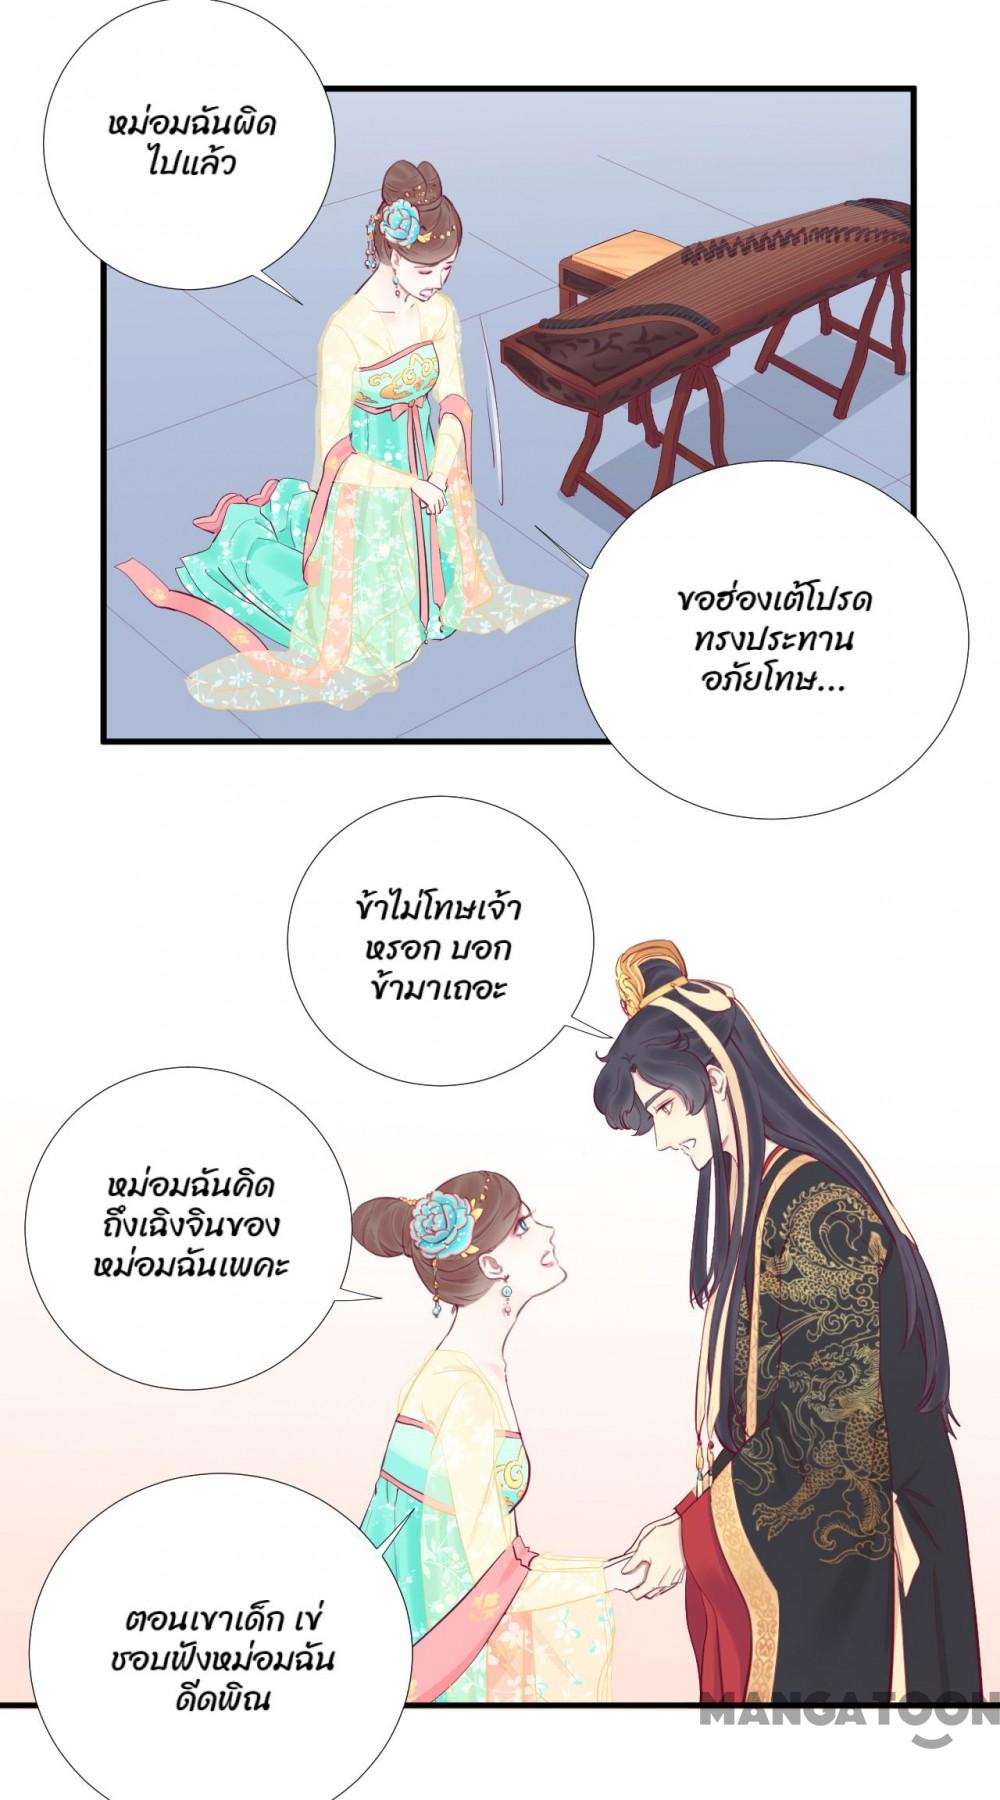 หม่อมฉันผิด
ไปแล้ว
ขอฮ่องเต้โปรด
ทรงประทาน
อภัยโทษ...
ข้าไม่โทษเจ้า
หรอก บอก
ข้ามาเถอะ
หม่อมฉันคิด
ถึงเฉิงจินของ
หม่อมฉันเพคะ
ตอนเขาเด็ก เข่
ชอบฟังหม่อมฉัน
ดีดพิณ
MANGATOON